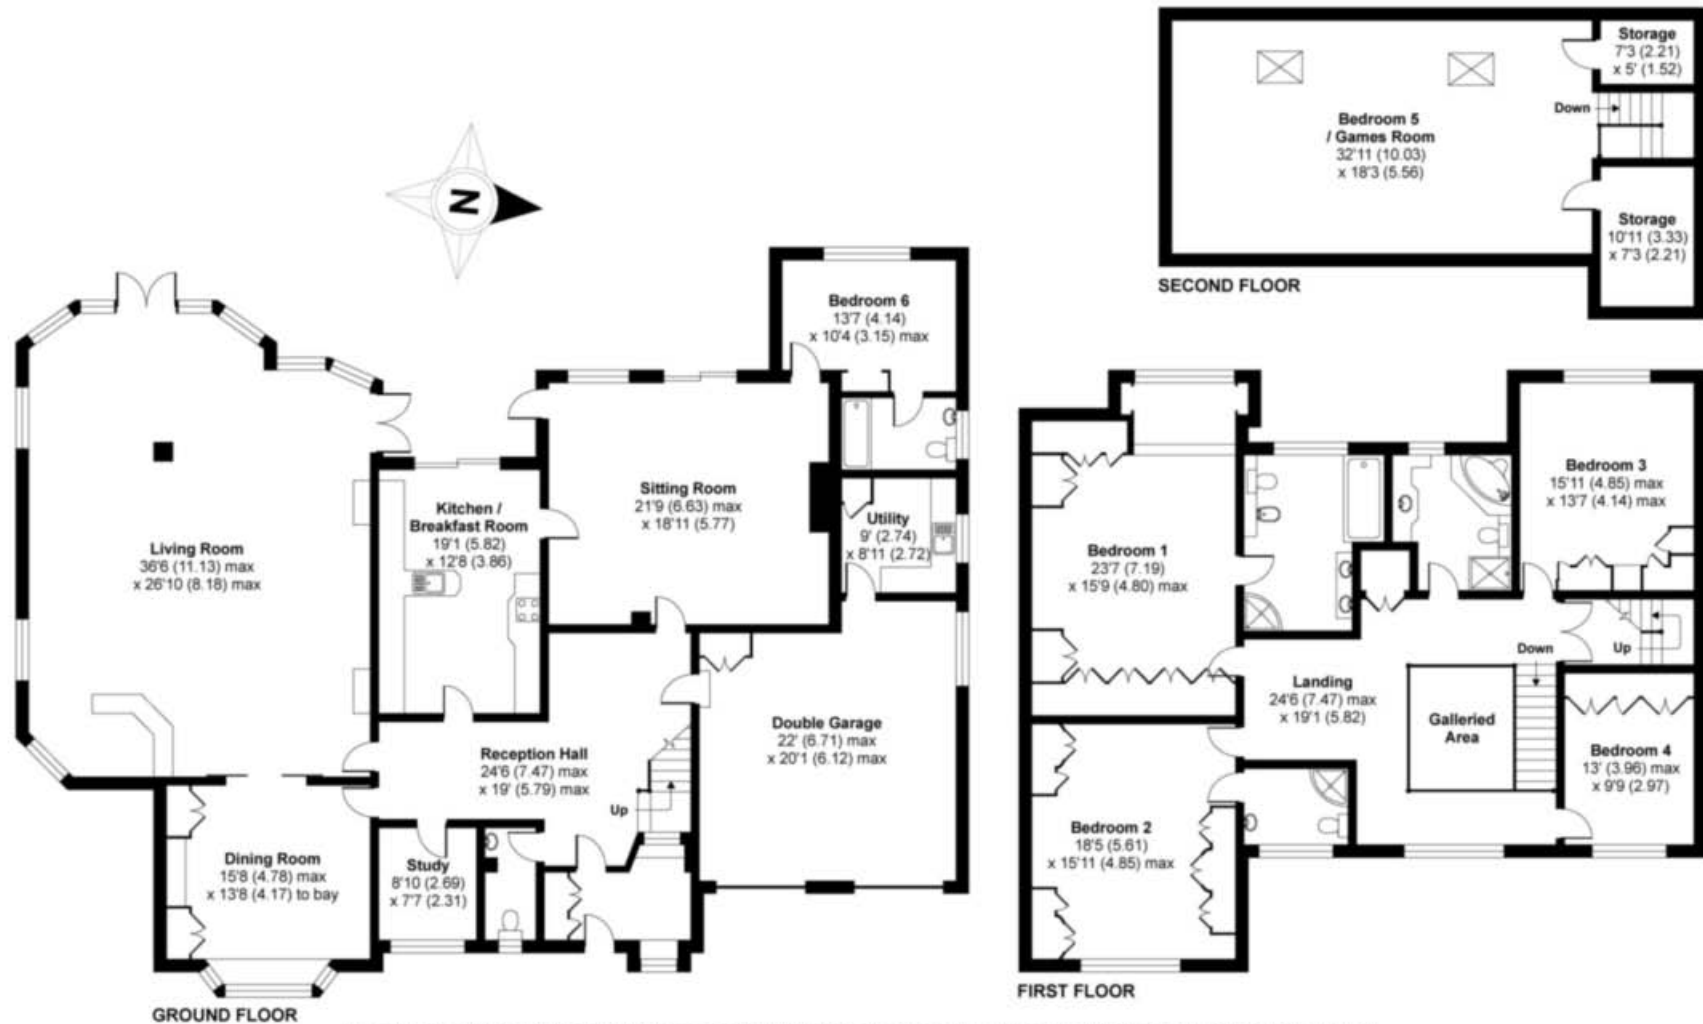 Storage
7'3 (2.21)
x 5' (1.52)
Down
Bedroom 5
/ Games Room
32'11 (10.03)
x 18'3 (5.56)
Storage
10'11 (3.33)
x 7'3 (2.21)
SECOND FLOOR
N
Bedroom 6
13'7 (4.14)
x 10'4 (3.15) max
Sitting Room
21'9 (6.63) max
x 18'11 (5.77)
Kitchen /
Breakfast Room
19'1 (5.82)
x 12'8 (3.86)
Utility
9' (2.74)
x 8'11 (2.72)
Living Room
36'6 (11.13) max
x 26'10 (8.18) max
Double Garage
22' (6.71) max
x 20'1 (6.12) max
Reception Hall
24'6 (7.47) max
x 19' (5.79) max
Up
Dining Room
15'8 (4.78) max
x 13'8 (4.17) to bay
Study
8'10 (2.69)
x 7'7 (2.31)
GROUND FLOOR
Bedroom 3
15'11 (4.85) max
x 13'7 (4.14) max
Bedroom 1
23'7 (7.19)
x 15'9 (4.80) max
Down
Up
Landing
24'6 (7.47) max
x 19'1 (5.82)
Galleried
Area
Bedroom 4
13' (3.96) max
x 9'9 (2.97)
Bedroom 2
18'5 (5.61)
x 15'11 (4.85) max
FIRST FLOOR